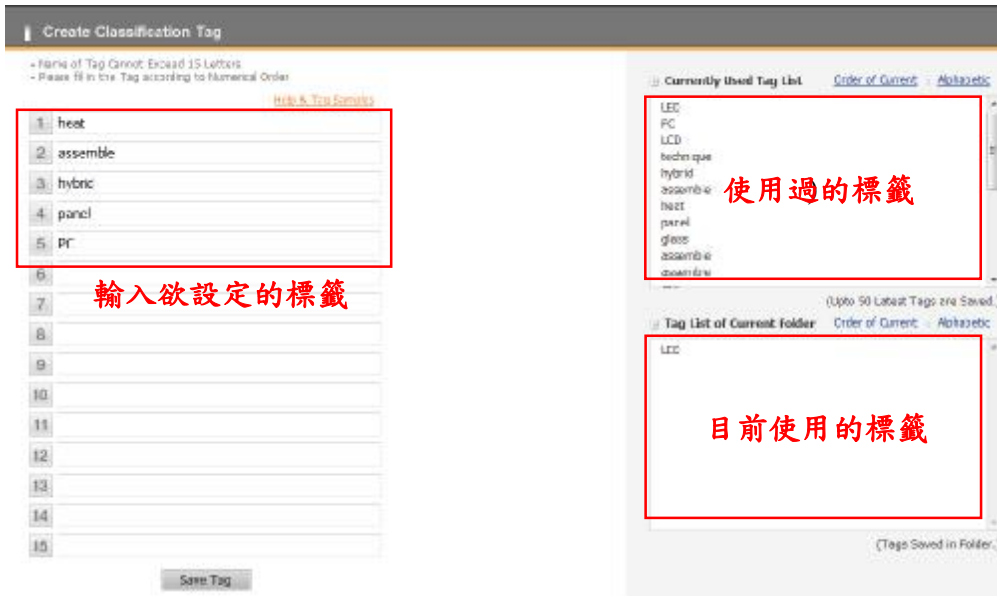 Create Classification Tag
- Name of Tag Cannot Exceed 15 Letters
- Please fill in the Tag according to Numerical Order
Help & Tag Samples
1 heat
2 assemble
3 hybric
4 panel
5 PC
6
7
輸入欲設定的標籤
8
9
10
11
12
13
14
15
Save Tag
Currently Used Tag List Order of Current Alphabetic
LED
PC
LCD
technique
hybrid
assemble
heat
panel
glass
assemble
使用過的標籤
(Upto 50 Latest Tags are Saved.
Tag List of Current Folder Order of Current Alphabetic
LED
目前使用的標籤
(Tags Saved in Folder.